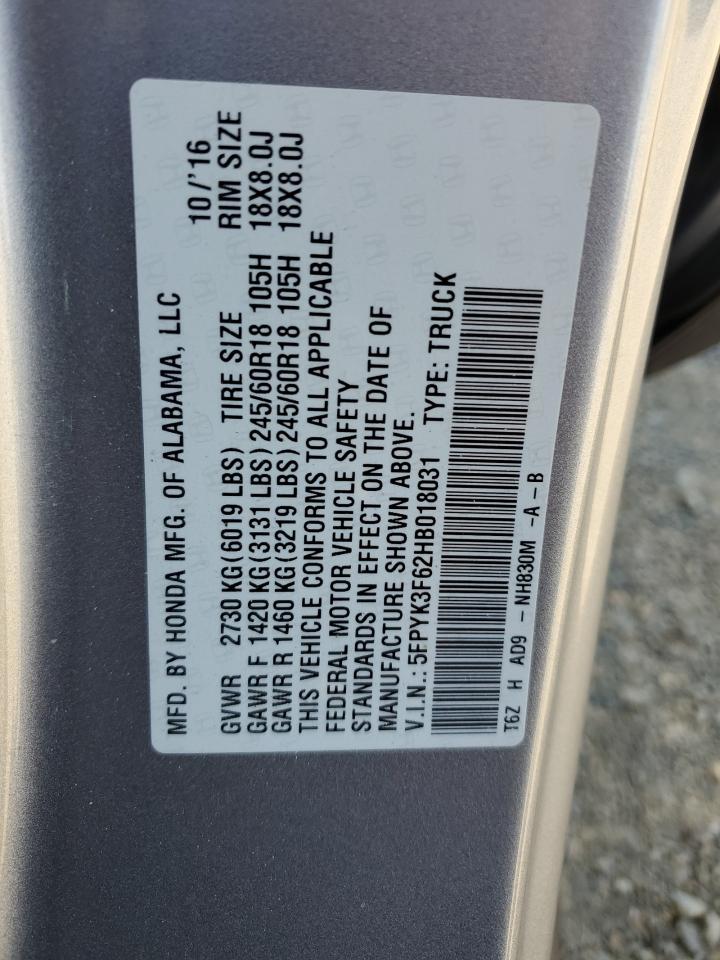 MFD. BY HONDA MFG. OF ALABAMA, LLC 10/'16
GVWR 2730 KG(6019 LBS) TIRE SIZE RIM SIZE
GAWR F 1420 KG(3131 LBS) 245/60R18 105H 18X8.0J
GAWR R 1460 KG(3219 LBS) 245/60R18 105H 18X8.0J
THIS VEHICLE CONFORMS TO ALL APPLICABLE
FEDERAL MOTOR VEHICLE SAFETY
STANDARDS IN EFFECT ON THE DATE OF
MANUFACTURE SHOWN ABOVE.
V.I.N.: 5FPYK3F62HB018031 TYPE: TRUCK
T6Z H AD9 - NH830M -A-B